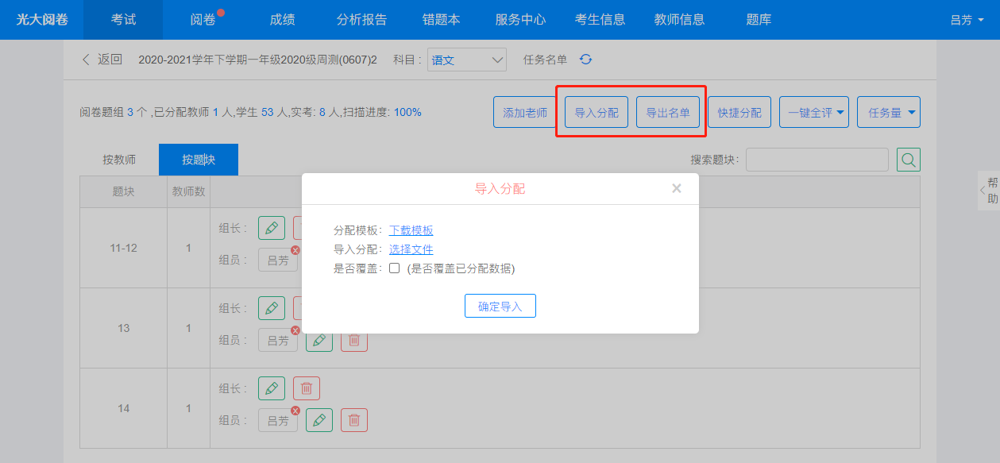 光大阅卷 考试 阅卷 成绩 分析报告 错题本 服务中心 考生信息 教师信息 题库 吕芳
返回 2020-2021学年下学期一年级2020级周测(0607)2 科目： 语文 任务名单
阅卷题组 3 个 ,已分配教师 1 人,学生 53 人,实考: 8 人,扫描进度: 100%
添加老师 导入分配 导出名单 快捷分配 一键全评 任务量
按教师 按题块 搜索题块：
帮助
题块 教师数
导入分配
分配模板： 下载模板
导入分配： 选择文件
是否覆盖： (是否覆盖已分配数据)
确定导入
11-12 1 组长：
组员： 吕芳
13 1 组长：
组员： 吕芳
14 1 组长：
组员： 吕芳